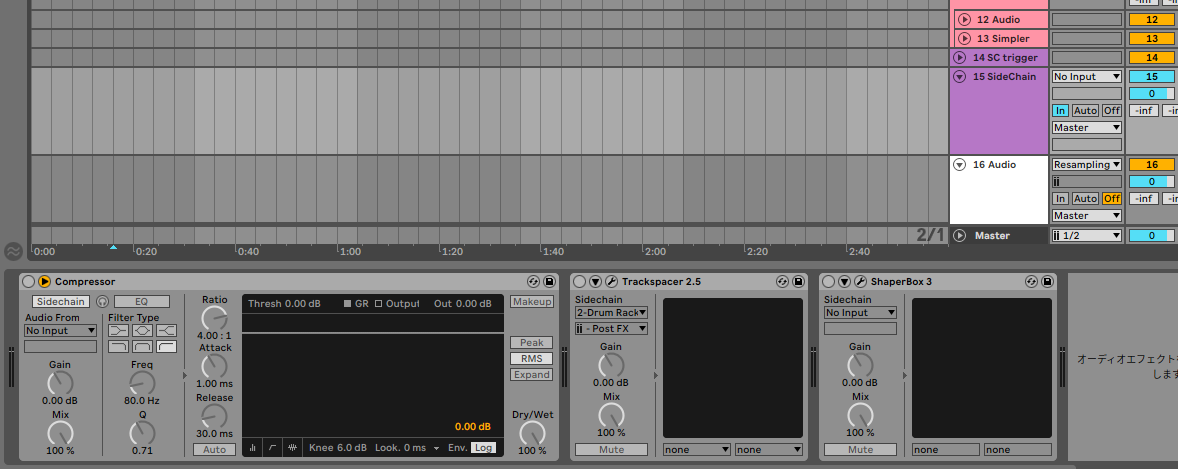 12 Audio
12
13 Simpler
13
14 SC trigger
14
15 SideChain
No Input
15
0
In Auto Off
-inf
Master
16 Audio
Resampling
16
ii
0
In Auto Off
-inf
Master
2/1
Master
ii 1/2
0
0:00 0:20 0:40 1:00 1:20 1:40 2:00 2:20 2:40
Compressor
Sidechain
EQ
Audio From
Filter Type
No Input
Gain
0.00 dB
Freq
80.0 Hz
Mix
100 %
Q
0.71
Ratio
4.00 : 1
Attack
1.00 ms
Release
30.0 ms
Auto
Thresh 0.00 dB
GR
Output
Out 0.00 dB
0.00 dB
Knee 6.0 dB
Look. 0 ms
Env. Log
Makeup
Peak
RMS
Expand
Dry/Wet
100 %
Trackspacer 2.5
Sidechain
2-Drum Rack
ii - Post FX
Gain
0.00 dB
Mix
100 %
Mute
none
none
ShaperBox 3
Sidechain
No Input
Gain
0.00 dB
Mix
100 %
Mute
オーディオエフェクト
します